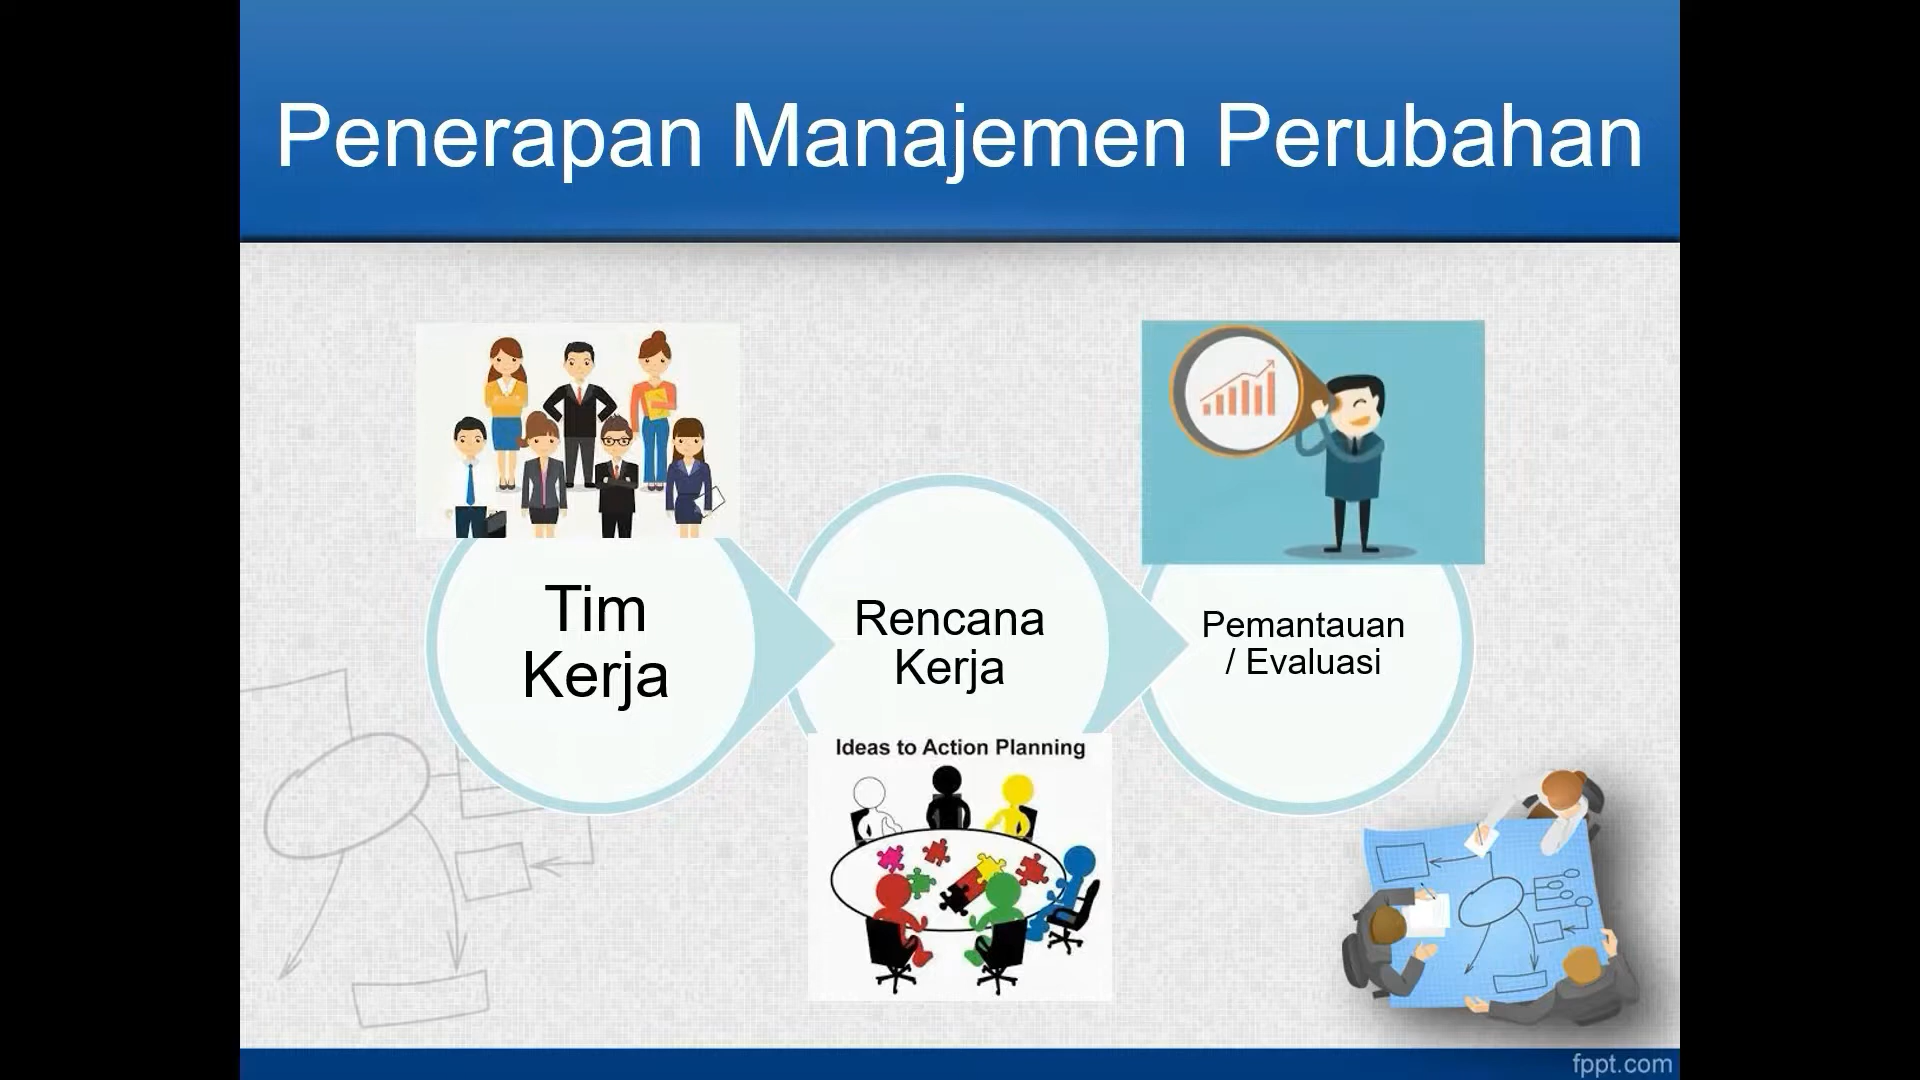 Penerapan Manajemen Perubahan
Tim
Kerja
Rencana
Kerja
Pemantauan
/ Evaluasi
Ideas to Action Planning
fppt.com